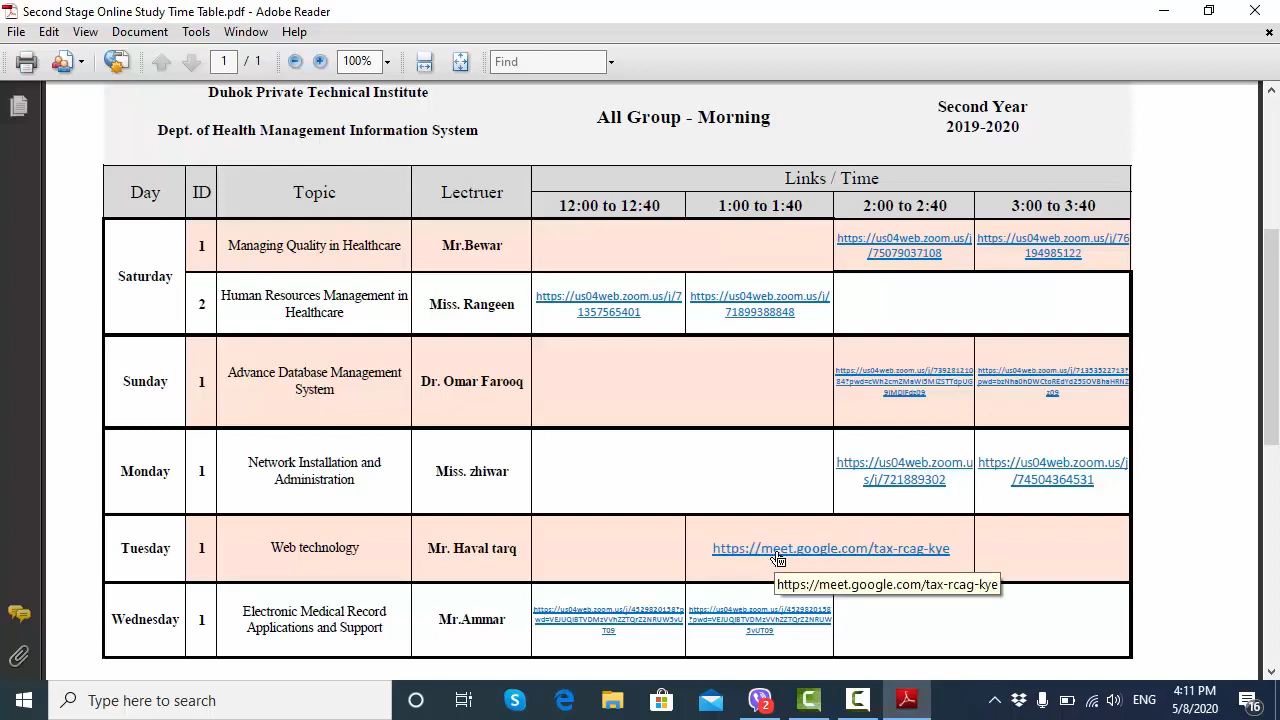 Second Stage Online Study Time Table.pdf - Adobe Reader
File Edit View Document Tools Window Help
1 / 1 100% Find
Duhok Private Technical Institute
Dept. of Health Management Information System
All Group - Morning
Second Year
2019-2020
Day ID Topic Lectruer Links / Time
12:00 to 12:40 1:00 to 1:40 2:00 to 2:40 3:00 to 3:40
Saturday
1 Managing Quality in Healthcare Mr.Bewar
https://us04web.zoom.us/j
/75079037108
https://us04web.zoom.us/j/76
194985122
2 Human Resources Management in
Healthcare
Miss. Rangeen
https://us04web.zoom.us/j/7
1357565401
https://us04web.zoom.us/j/
71899388848
Sunday 1 Advance Database Management
System
Dr. Omar Farooq
Monday 1 Network Installation and
Administration
Miss. zhiwar
https://us04web.zoom.u
s/j/721889302
https://us04web.zoom.us/j
/74504364531
Tuesday 1 Web technology Mr. Haval tarq https://meet.google.com/tax-rcag-kye
https://meet.google.com/tax-rcag-kye
Wednesday 1 Electronic Medical Record
Applications and Support
Mr.Ammar
Type here to search
2
ENG
4:11 PM
5/8/2020
16